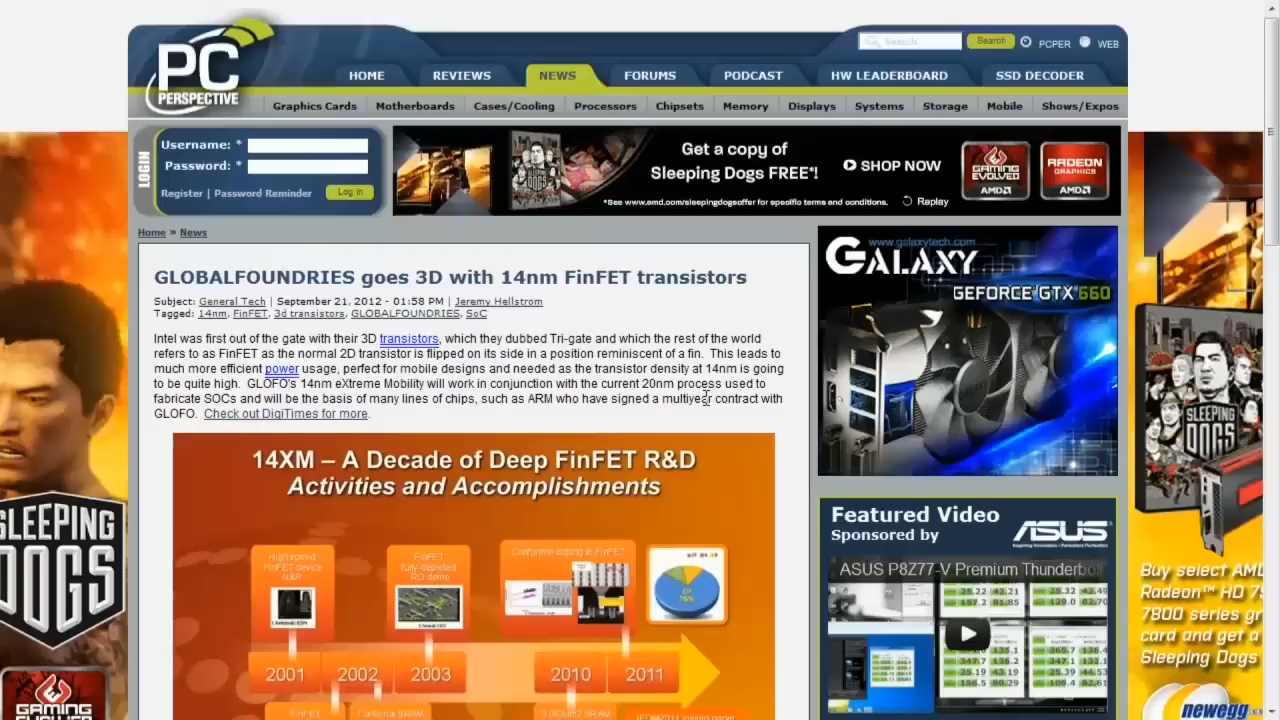 PC
PERSPECTIVE
Search
Search
PCPER
WEB
HOME
REVIEWS
NEWS
FORUMS
PODCAST
HW LEADERBOARD
SSD DECODER
Graphics Cards
Motherboards
Cases/Cooling
Processors
Chipsets
Memory
Displays
Systems
Storage
Mobile
Shows/Expos
LOGIN
Username: *
Password: *
Register | Password Reminder
Log in
Get a copy of
Sleeping Dogs FREE*!
SHOP NOW
*See www.amd.com/sleepingdogsoffer for specific terms and conditions.
Replay
GAMING
EVOLVED
AMD
RADEON
GRAPHICS
AMD
Home » News
GLOBALFOUNDRIES goes 3D with 14nm FinFET transistors
Subject: General Tech | September 21, 2012 - 01:58 PM | Jeremy Hellstrom
Tagged: 14nm, FinFET, 3d transistors, GLOBALFOUNDRIES, SoC
Intel was first out of the gate with their 3D transistors, which they dubbed Tri-gate and which the rest of the world
refers to as FinFET as the normal 2D transistor is flipped on its side in a position reminiscent of a fin. This leads to
much more efficient power usage, perfect for mobile designs and needed as the transistor density at 14nm is going
to be quite high. GLOFO's 14nm eXtreme Mobility will work in conjunction with the current 20nm process used to
fabricate SOCs and will be the basis of many lines of chips, such as ARM who have signed a multiyear contract with
GLOFO. Check out DigiTimes for more.
14XM – A Decade of Deep FinFET R&D
Activities and Accomplishments
High speed
FinFET device
N&P
FinFET
fully-depleted
RO demo
Conformin doping in FinFET
76%
2001
2002
2003
2010
2011
www.galaxytech.com
GALAXY
GEFORCE GTX 660
Featured Video
Sponsored by
ASUS
ASUS P8Z77-V Premium Thunderbol
SLEEPING
DOGS
GAMING
SLEEPING
DOGS
Buy select AMD
Radeon™ HD 7
7800 series gr
card and get a
Sleeping Dogs
newegg